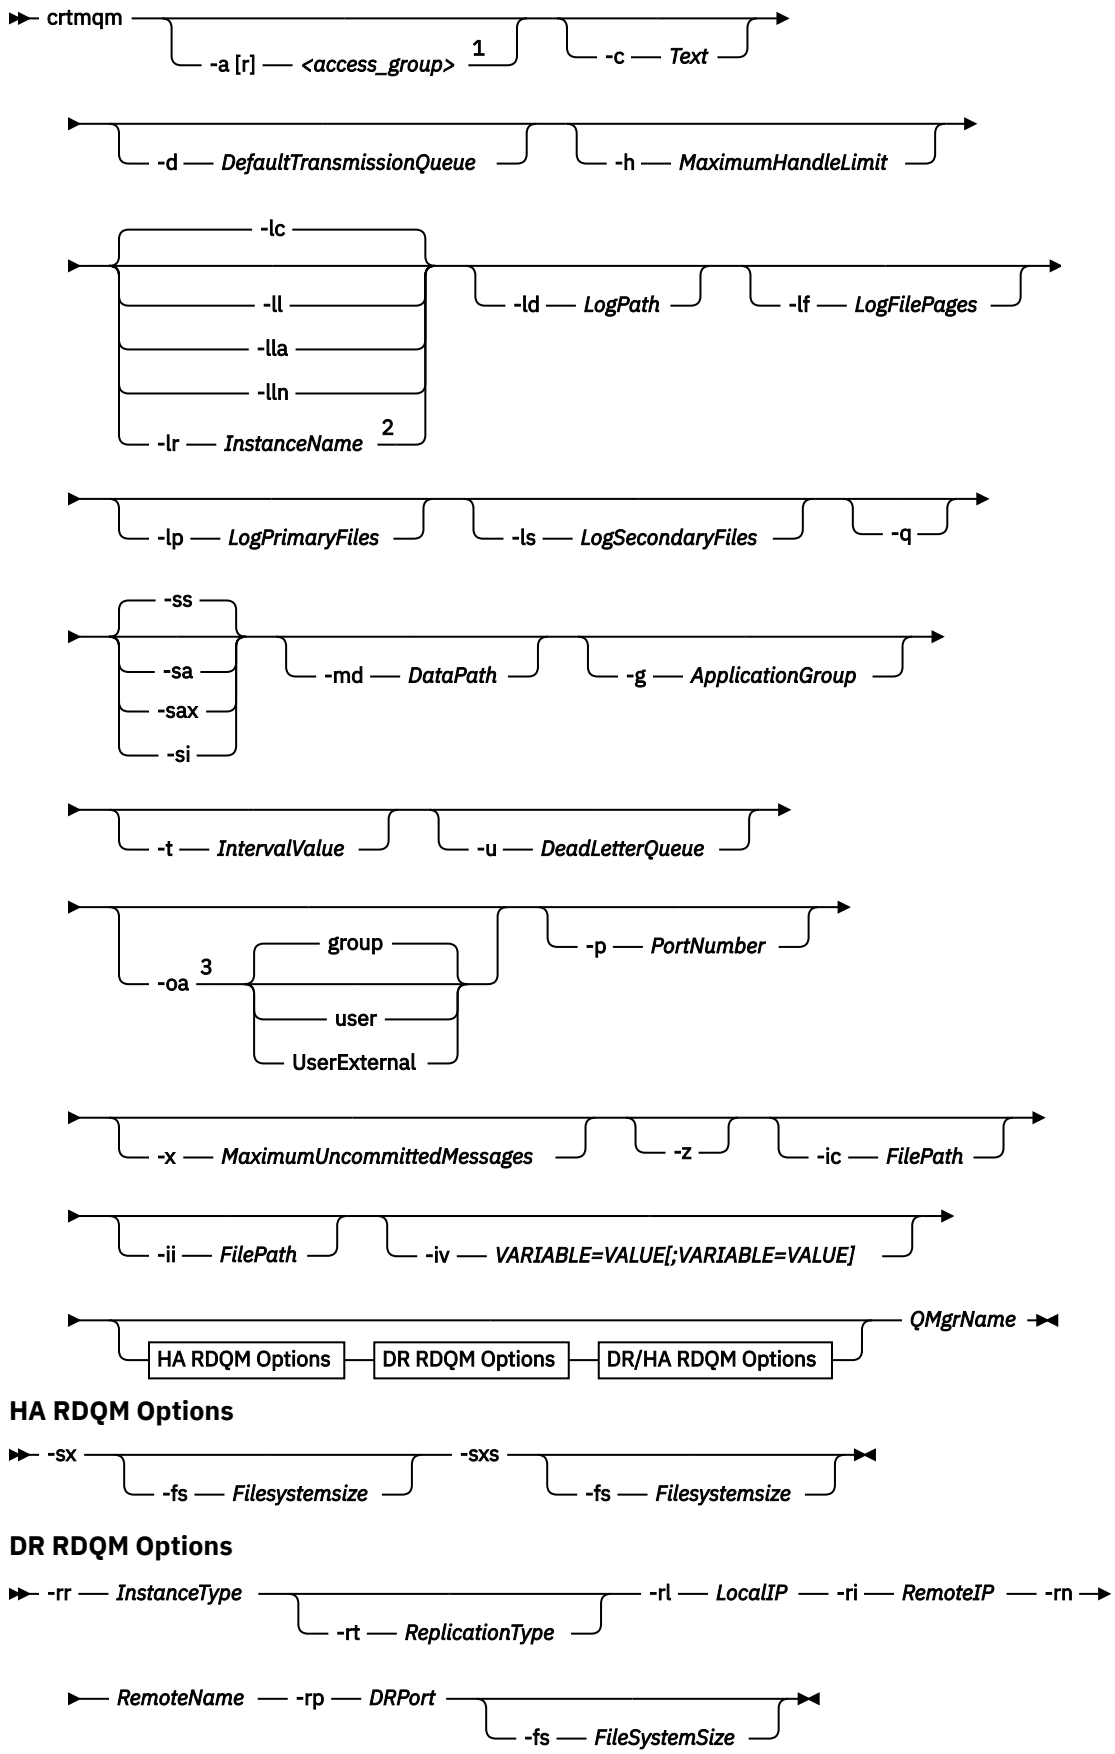 crtmqm
-a [r] <access_group> 1 -c Text
-d DefaultTransmissionQueue -h MaximumHandleLimit
-lc
-ll -ld LogPath -lf LogFilePages
-lla
-lln
-lr InstanceName 2
-lp LogPrimaryFiles -ls LogSecondaryFiles -q
-ss
-sa -md DataPath -g ApplicationGroup
-sax
-si
-t IntervalValue -u DeadLetterQueue
group -p PortNumber
-oa 3
user
UserExternal
-x MaximumUncommittedMessages -z -ic FilePath
-ii FilePath -iv VARIABLE=VALUE[;VARIABLE=VALUE]
QMgrName
HA RDQM Options DR RDQM Options DR/HA RDQM Options
HA RDQM Options
-sx -sxs
-fs Filesystemsize -fs Filesystemsize
DR RDQM Options
-rr InstanceType -rl LocalIP -ri RemoteIP -rn
-rt ReplicationType
RemoteName -rp DRPort
-fs FileSystemSize